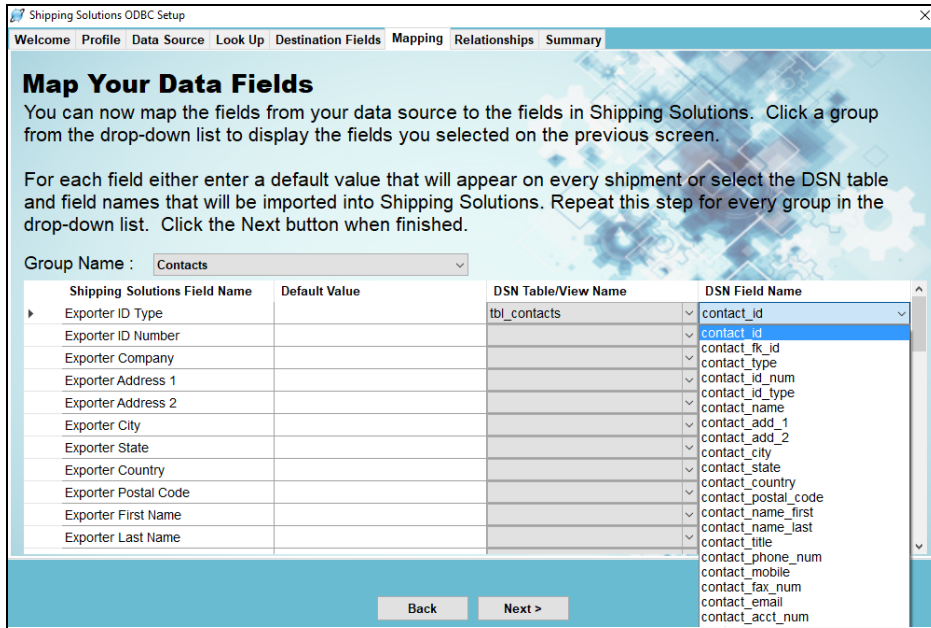 Shipping Solutions ODBC Setup
Welcome Profile Data Source Look Up Destination Fields Mapping Relationships Summary
Map Your Data Fields
You can now map the fields from your data source to the fields in Shipping Solutions. Click a group
from the drop-down list to display the fields you selected on the previous screen.
For each field either enter a default value that will appear on every shipment or select the DSN table
and field names that will be imported into Shipping Solutions. Repeat this step for every group in the
drop-down list. Click the Next button when finished.
Group Name : Contacts
Shipping Solutions Field Name Default Value DSN Table/View Name DSN Field Name
Exporter ID Type tbl_contacts contact_id
Exporter ID Number
Exporter Company
Exporter Address 1
Exporter Address 2
Exporter City
Exporter State
Exporter Country
Exporter Postal Code
Exporter First Name
Exporter Last Name
contact_id
contact_fk_id
contact_type
contact_id_num
contact_id_type
contact_name
contact_add_1
contact_add_2
contact_city
contact_state
contact_country
contact_postal_code
contact_name_first
contact_name_last
contact_title
contact_phone_num
contact_mobile
contact_fax_num
contact_email
contact_acct_num
Back Next >